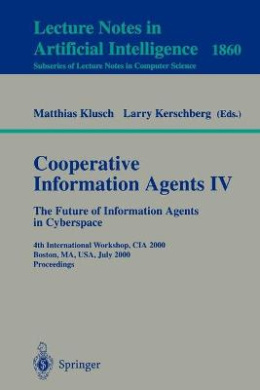 Lecture Notes in
Artificial Intelligence 1860
Subseries of Lecture Notes in Computer Science
Matthias Klusch Larry Kerschberg (Eds.)
Cooperative
Information Agents IV
The Future of Information Agents
in Cyberspace
4th International Workshop, CIA 2000
Boston, MA, USA, July 2000
Proceedings
Springer